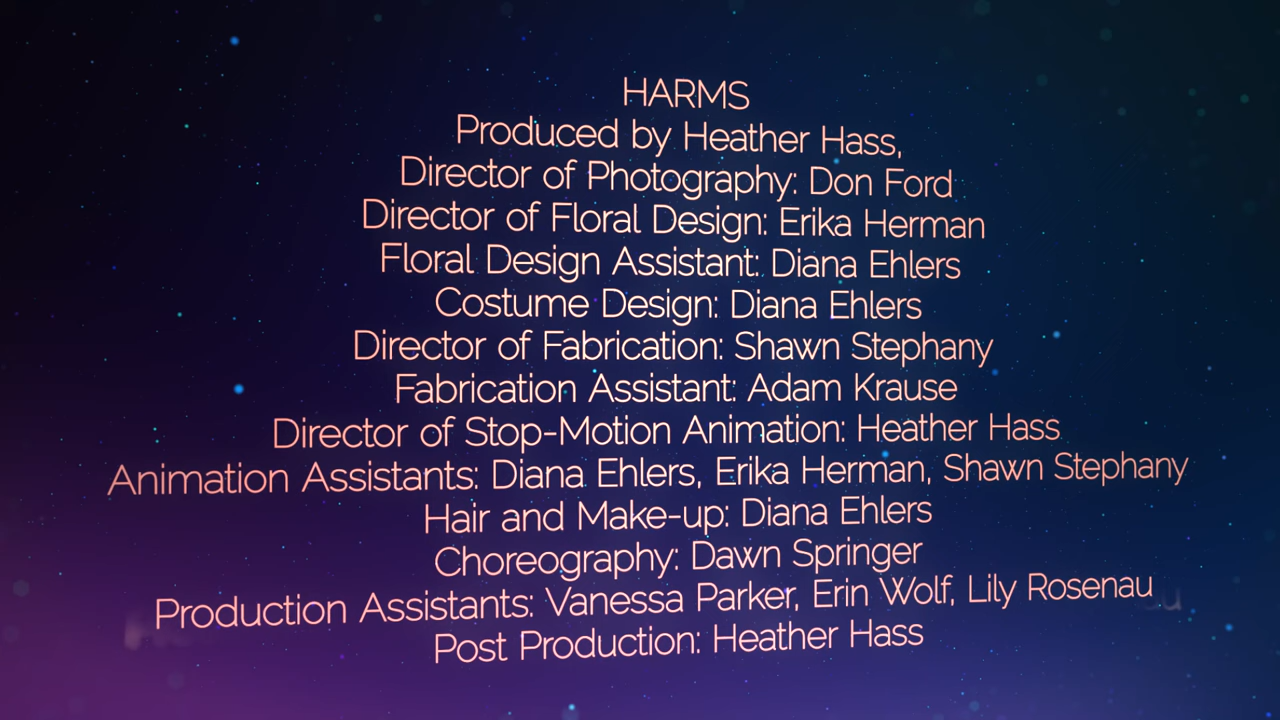 HARMS
Produced by Heather Hass,
Director of Photography: Don Ford
Director of Floral Design: Erika Herman
Floral Design Assistant: Diana Ehlers
Costume Design: Diana Ehlers
Director of Fabrication: Shawn Stephany
Fabrication Assistant: Adam Krause
Director of Stop-Motion Animation: Heather Hass
Animation Assistants: Diana Ehlers, Erika Herman, Shawn Stephany
Hair and Make-up: Diana Ehlers
Choreography: Dawn Springer
Production Assistants: Vanessa Parker, Erin Wolf, Lily Rosenau
Post Production: Heather Hass